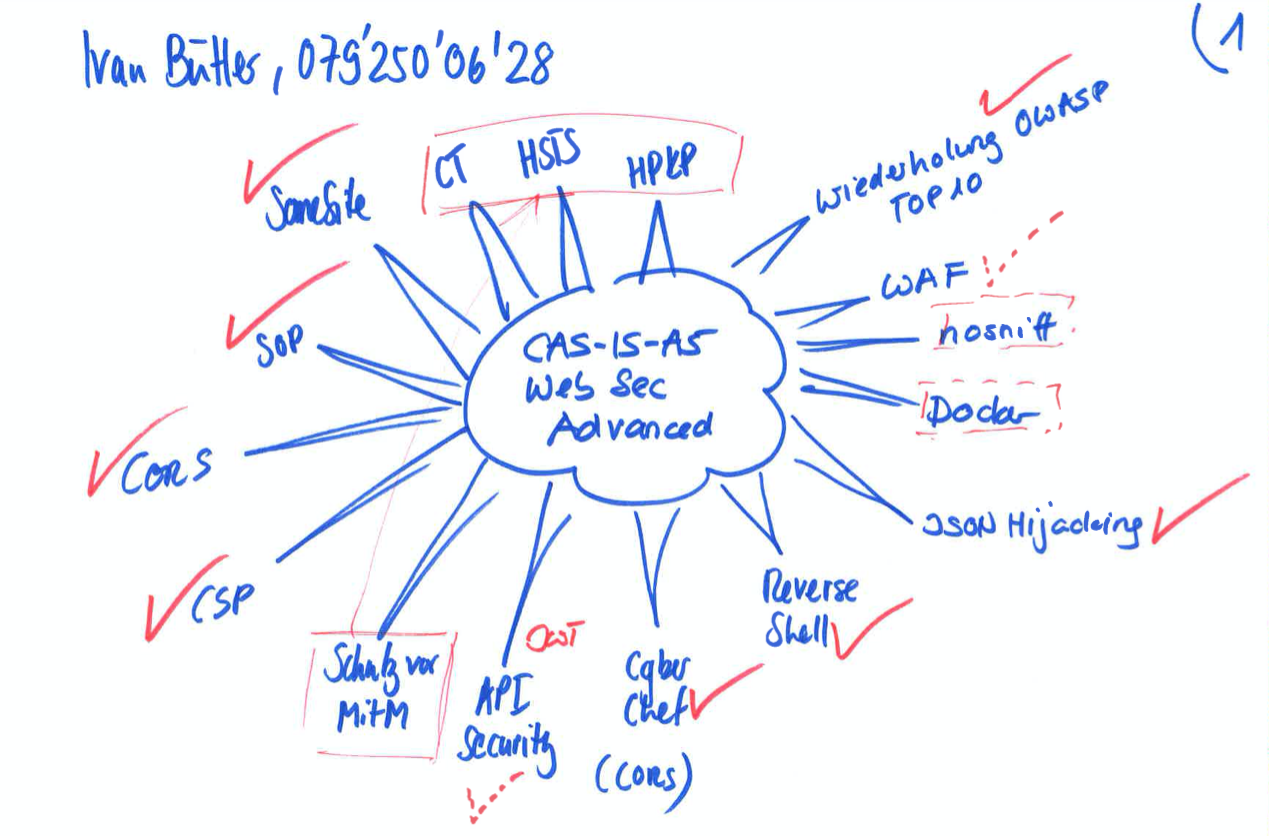 Ivan Bütler, 079'250'06'28
(1
CT
HSTS
HPKP
Wiederholung OWASP
TOP 10
SameSite
WAF
SOP
nosniff
CAS-IS-AS
Web Sec
Advanced
Docker
CORS
JSON Hijacking
CSP
Reverse
Shell
Schutz vor
MitM
JWT
API
Security
Cyber
Chef
(CORS)